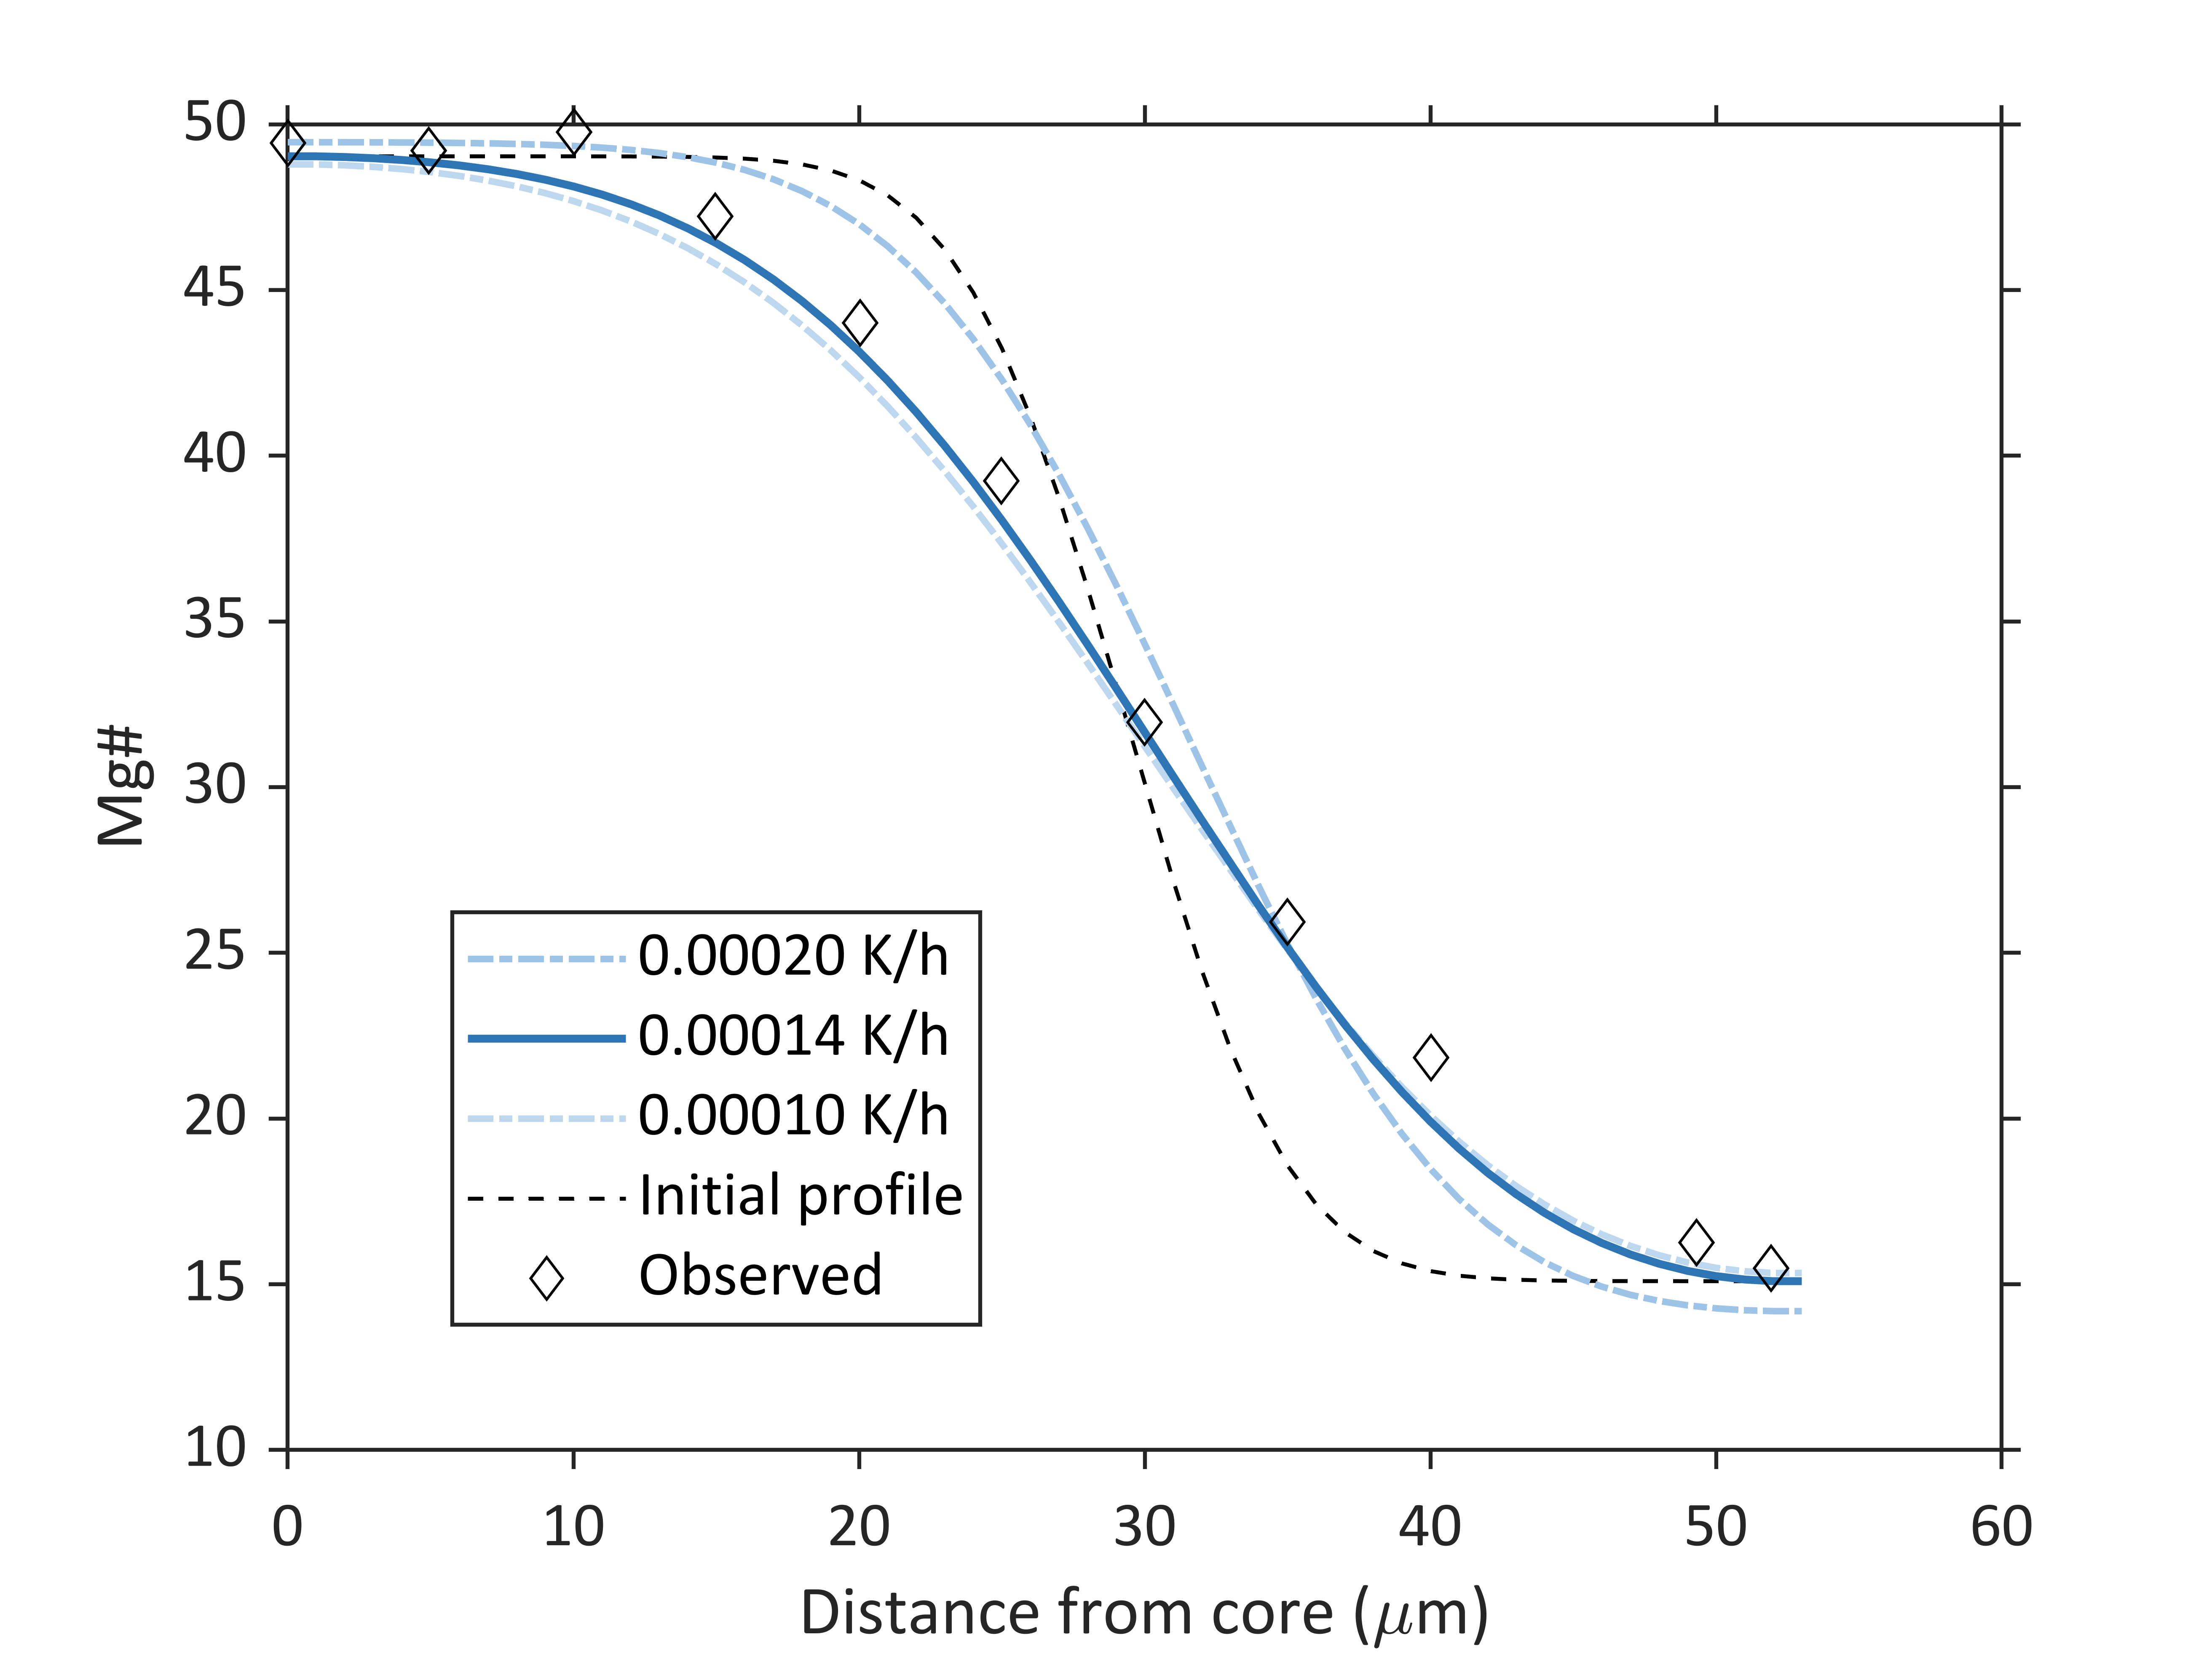 50
45
40
35
30
25
20
15
10
Mg#
0.00020 K/h
0.00014 K/h
0.00010 K/h
Initial profile
Observed
0 10 20 30 40 50 60
Distance from core (μm)